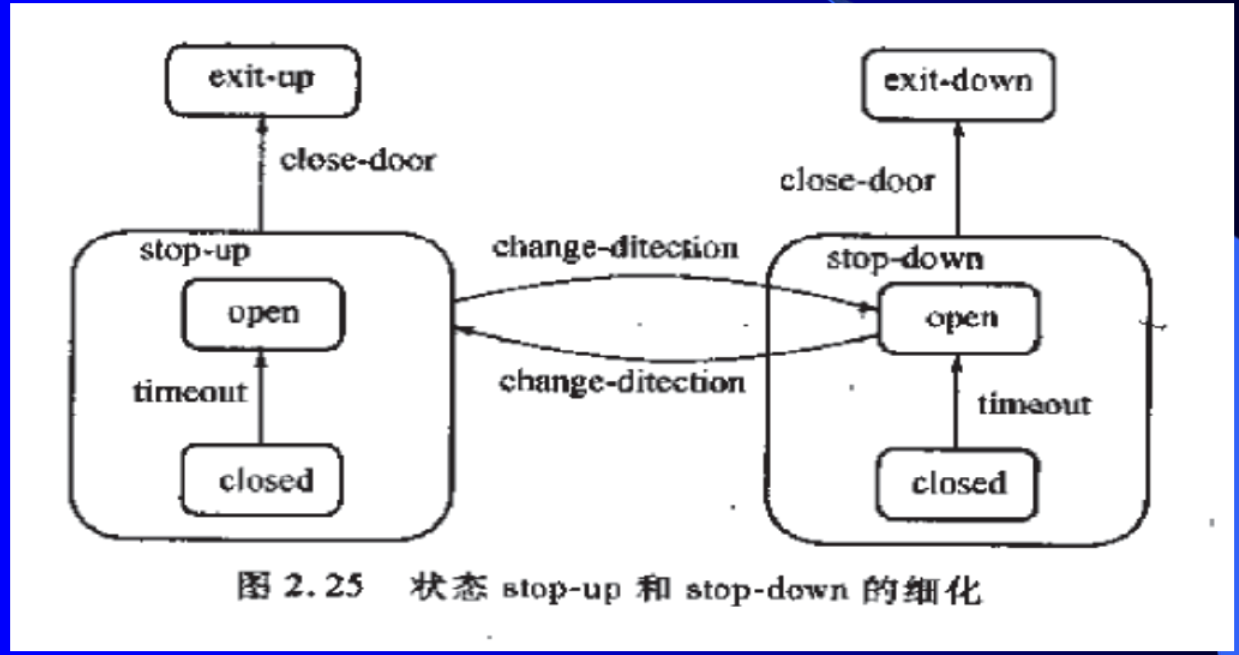 exit-up
exit-down
close-door
close-door
stop-up
change-ditection
stop-down
open
open
change-ditection
timeout
timeout
closed
closed
图 2.25 状态 stop-up 和 stop-down 的细化